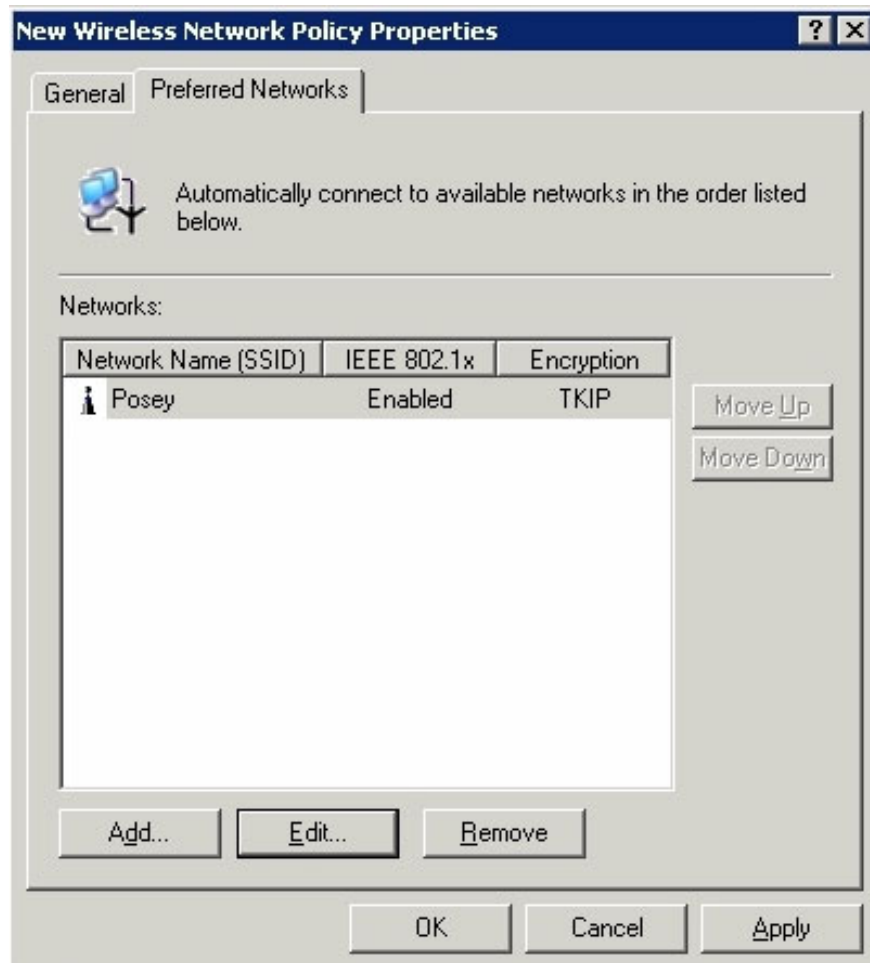 New Wireless Network Policy Properties
General Preferred Networks
Automatically connect to available networks in the order listed
below.
Networks:
Network Name (SSID) IEEE 802.1x Encryption
Posey Enabled TKIP
Move Up
Move Down
Add... Edit... Remove
OK Cancel Apply